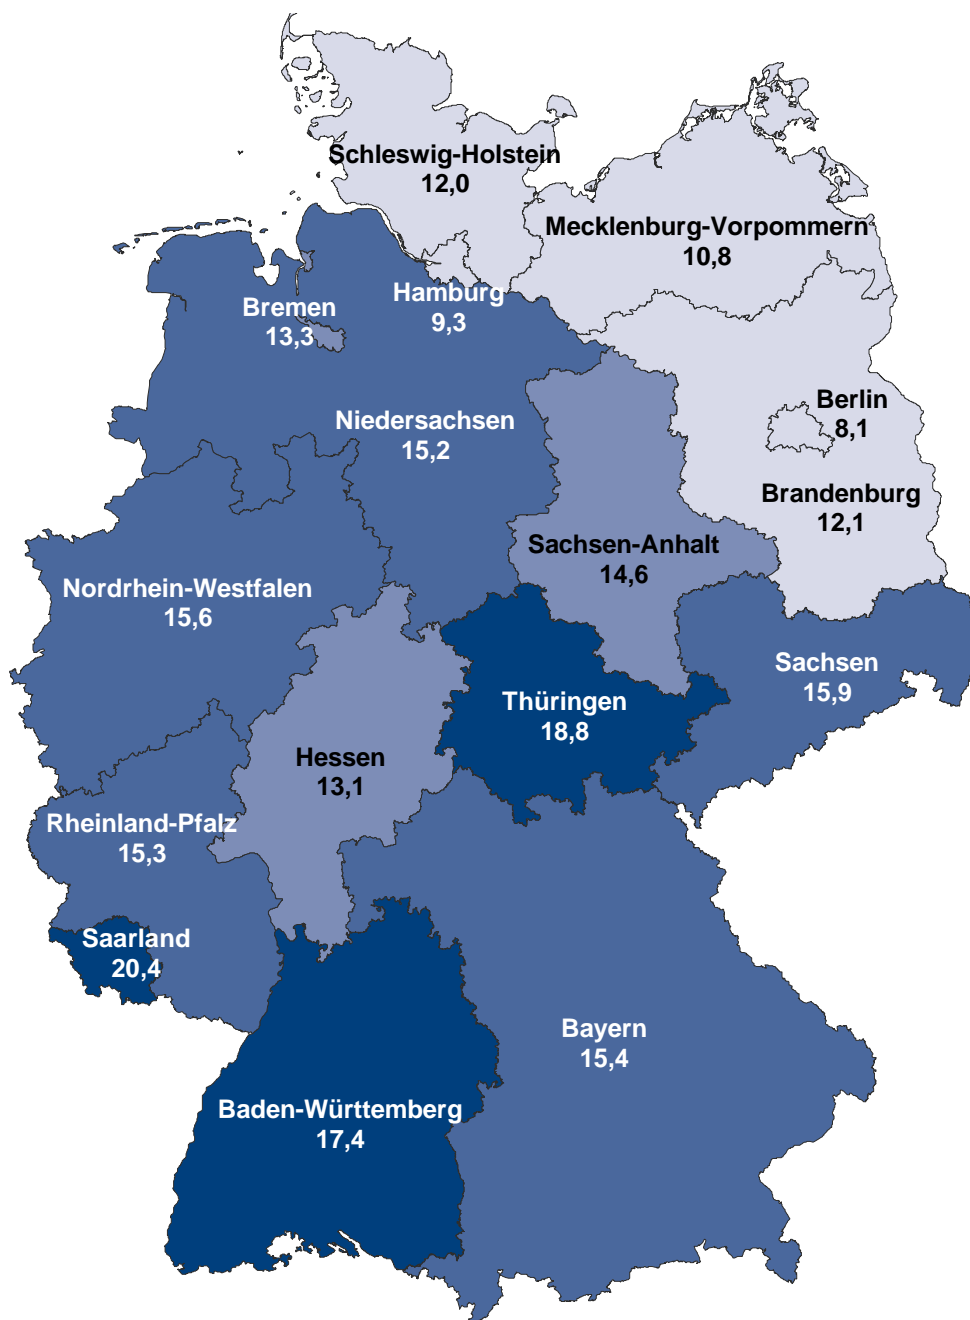 Schleswig-Holstein
12,0
Mecklenburg-Vorpommern
10,8
Hamburg
9,3
Bremen
13,3
Berlin
8,1
Niedersachsen
15,2
Brandenburg
12,1
Sachsen-Anhalt
14,6
Nordrhein-Westfalen
15,6
Sachsen
15,9
Thüringen
18,8
Hessen
13,1
Rheinland-Pfalz
15,3
Saarland
20,4
Bayern
15,4
Baden-Württemberg
17,4